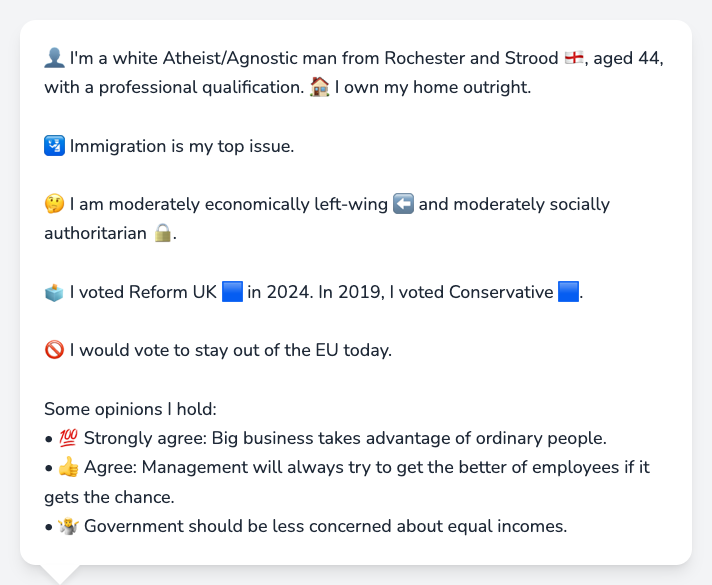 👤 I'm a white Atheist/Agnostic man from Rochester and Strood 🏴󠁧󠁢󠁥󠁮󠁧󠁿, aged 44,
with a professional qualification. 🏠 I own my home outright.
🛂 Immigration is my top issue.
🤔 I am moderately economically left-wing ⬅️ and moderately socially
authoritarian 🔒.
🗳️ I voted Reform UK 🟦 in 2024. In 2019, I voted Conservative 🟦.
🚫 I would vote to stay out of the EU today.
Some opinions I hold:
• 💯 Strongly agree: Big business takes advantage of ordinary people.
• 👍 Agree: Management will always try to get the better of employees if it
gets the chance.
• 🤷 Government should be less concerned about equal incomes.